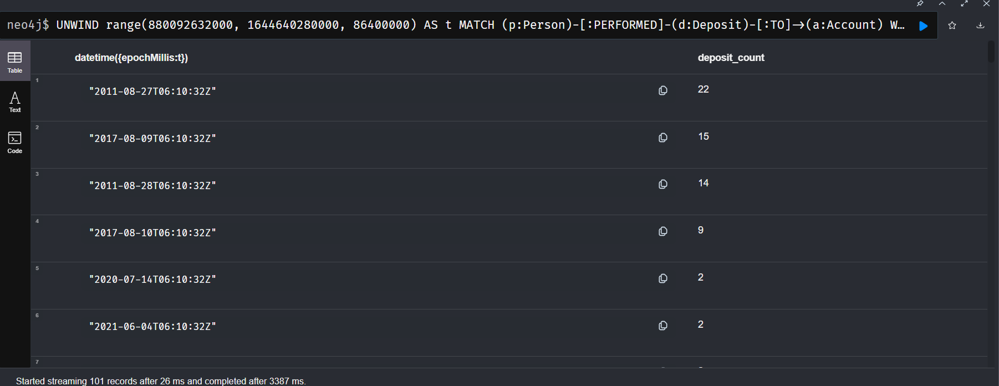 neo4j$ UNWIND range(880092632000, 1644640280000, 86400000) AS t MATCH (p:Person)-[:PERFORMED]-(d:Deposit)-[:TO]→(a:Account) W…
Table
Text
Code
datetime({epochMillis:t}) deposit_count
1 "2011-08-27T06:10:32Z" 22
2 "2017-08-09T06:10:32Z" 15
3 "2011-08-28T06:10:32Z" 14
4 "2017-08-10T06:10:32Z" 9
5 "2020-07-14T06:10:32Z" 2
6 "2021-06-04T06:10:32Z" 2
7
Started streaming 101 records after 26 ms and completed after 3387 ms.